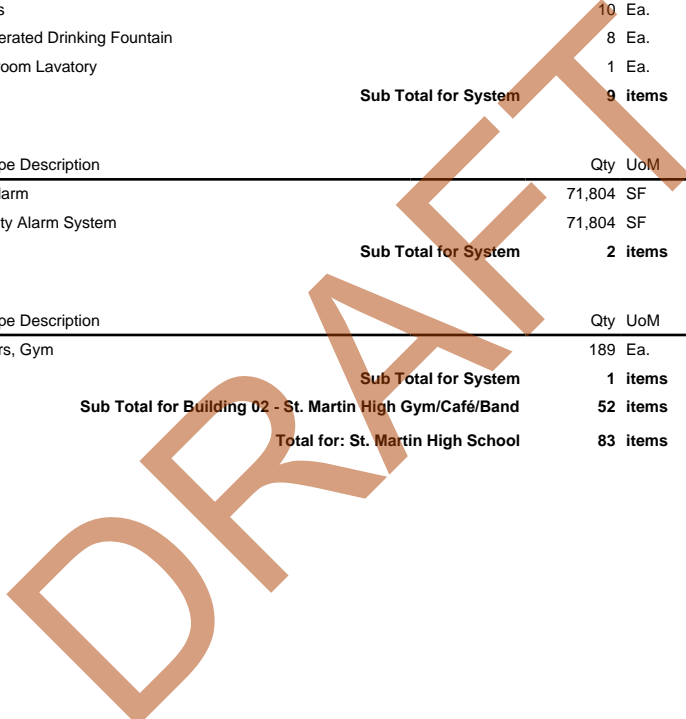 s 10 Ea.
erated Drinking Fountain 8 Ea.
oom Lavatory 1 Ea.
Sub Total for System 9 items
pe Description Qty UoM
larm 71,804 SF
ty Alarm System 71,804 SF
Sub Total for System 2 items
pe Description Qty UoM
rs, Gym 189 Ea.
Sub Total for System 1 items
Sub Total for Building 02 - St. Martin High Gym/Café/Band 52 items
Total for: St. Martin High School 83 items
DRAFT